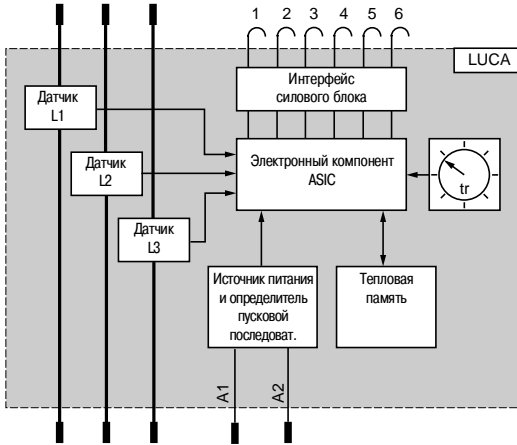 1 2 3 4 5 6
LUCA
Интерфейс
силового блока
Датчик
L1
Датчик
L2
Датчик
L3
Электронный компонент
ASIC
tr
Источник питания
и определитель
пусковой
последоват.
Тепловая
память
A1
A2